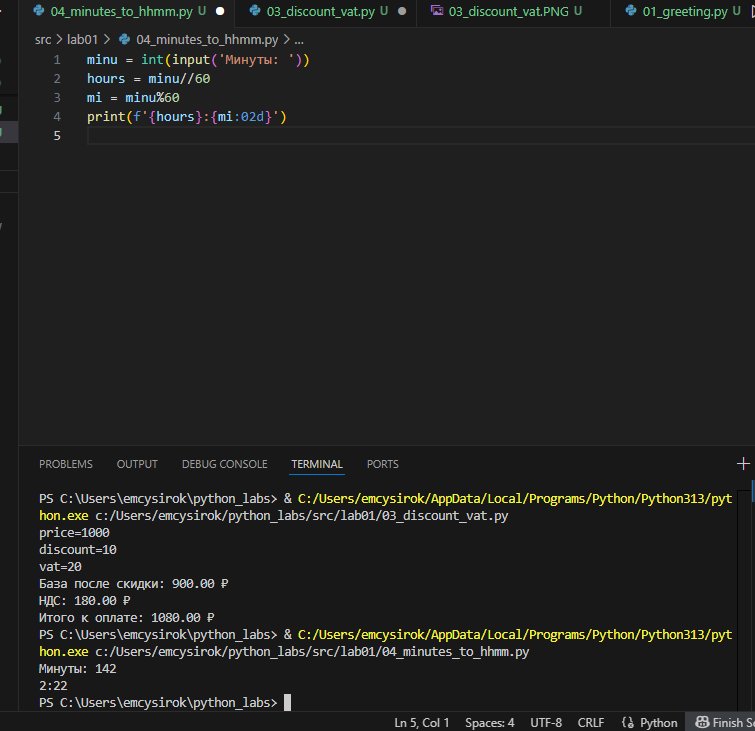 04_minutes_to_hhmm.py U 03_discount_vat.py U 03_discount_vat.PNG U 01_greeting.py U
src > lab01 > 04_minutes_to_hhmm.py > ...
1 minu = int(input('Минуты: '))
2 hours = minu//60
3 mi = minu%60
4 print(f'{hours}:{mi:02d}')
5
PROBLEMS OUTPUT DEBUG CONSOLE TERMINAL PORTS
PS C:\Users\emcysirok\python_labs> & C:/Users/emcysirok/AppData/Local/Programs/Python/Python313/pyt
hon.exe c:/Users/emcysirok/python_labs/src/lab01/03_discount_vat.py
price=1000
discount=10
vat=20
База после скидки: 900.00 ₽
НДС: 180.00 ₽
Итого к оплате: 1080.00 ₽
PS C:\Users\emcysirok\python_labs> & C:/Users/emcysirok/AppData/Local/Programs/Python/Python313/pyt
hon.exe c:/Users/emcysirok/python_labs/src/lab01/04_minutes_to_hhmm.py
Минуты: 142
2:22
PS C:\Users\emcysirok\python_labs>
Ln 5, Col 1 Spaces: 4 UTF-8 CRLF Python Finish